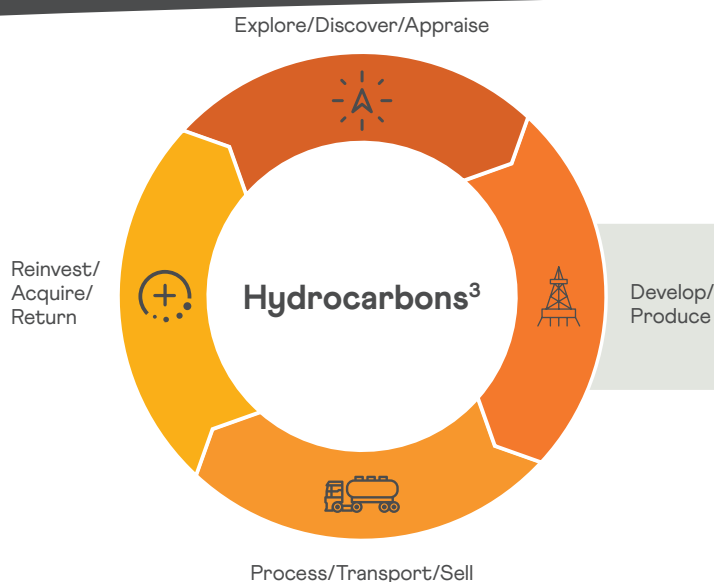 Explore/Discover/Appraise
Reinvest/
Acquire/
Return
Hydrocarbons³
Develop/
Produce
Process/Transport/Sell